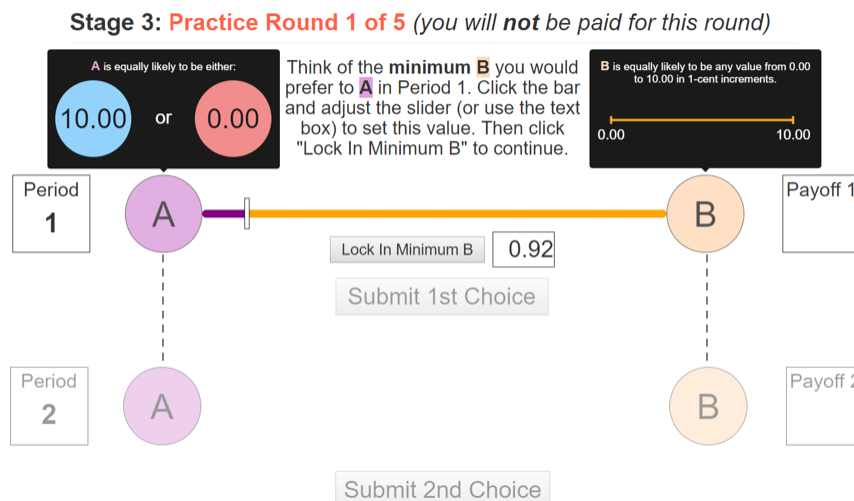 Stage 3: Practice Round 1 of 5 (you will not be paid for this round)
A is equally likely to be either:
10.00 or 0.00
Think of the minimum B you would
prefer to A in Period 1. Click the bar
and adjust the slider (or use the text
box) to set this value. Then click
"Lock In Minimum B" to continue.
B is equally likely to be any value from 0.00
to 10.00 in 1-cent increments.
0.00 10.00
Period
1
A
B
Payoff 1
Lock In Minimum B 0.92
Submit 1st Choice
Period
2
A
B
Payoff 2
Submit 2nd Choice